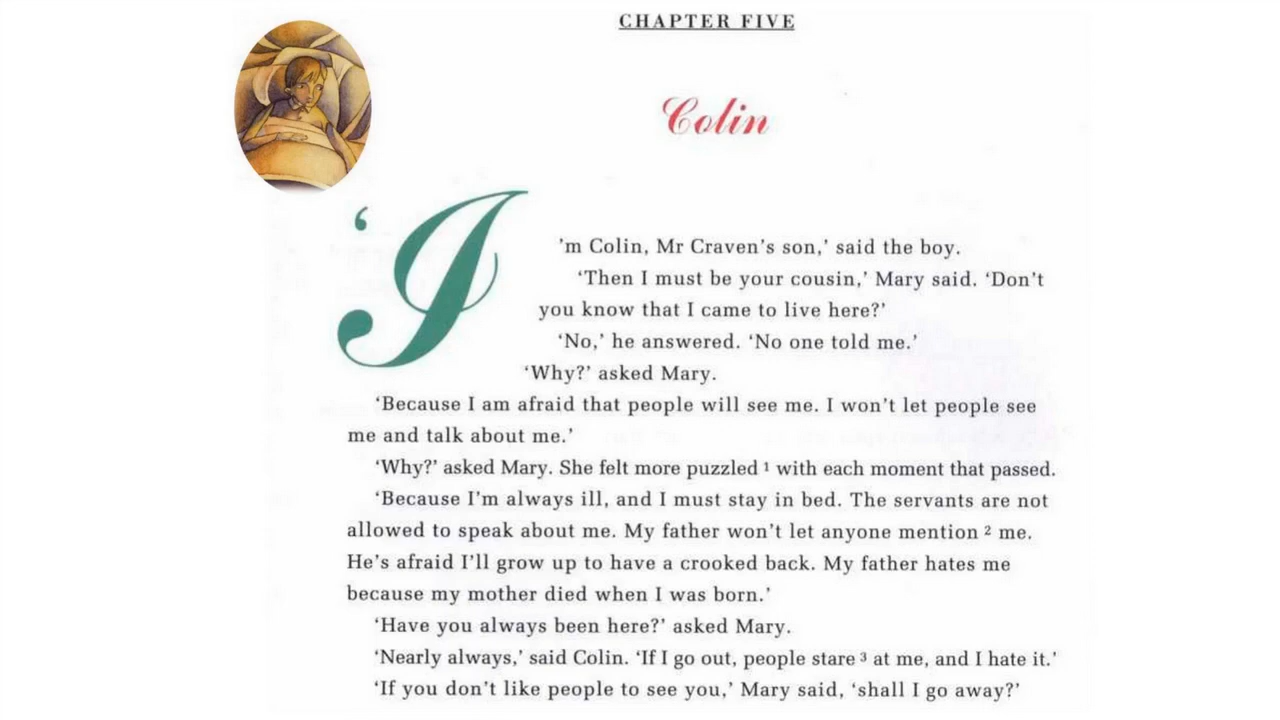 CHAPTER FIVE
Colin
‘I’m Colin, Mr Craven’s son,’ said the boy.
‘Then I must be your cousin,’ Mary said. ‘Don’t
you know that I came to live here?’
‘No,’ he answered. ‘No one told me.’
‘Why?’ asked Mary.
‘Because I am afraid that people will see me. I won’t let people see
me and talk about me.’
‘Why?’ asked Mary. She felt more puzzled ¹ with each moment that passed.
‘Because I’m always ill, and I must stay in bed. The servants are not
allowed to speak about me. My father won’t let anyone mention ² me.
He’s afraid I’ll grow up to have a crooked back. My father hates me
because my mother died when I was born.’
‘Have you always been here?’ asked Mary.
‘Nearly always,’ said Colin. ‘If I go out, people stare ³ at me, and I hate it.’
‘If you don’t like people to see you,’ Mary said, ‘shall I go away?’